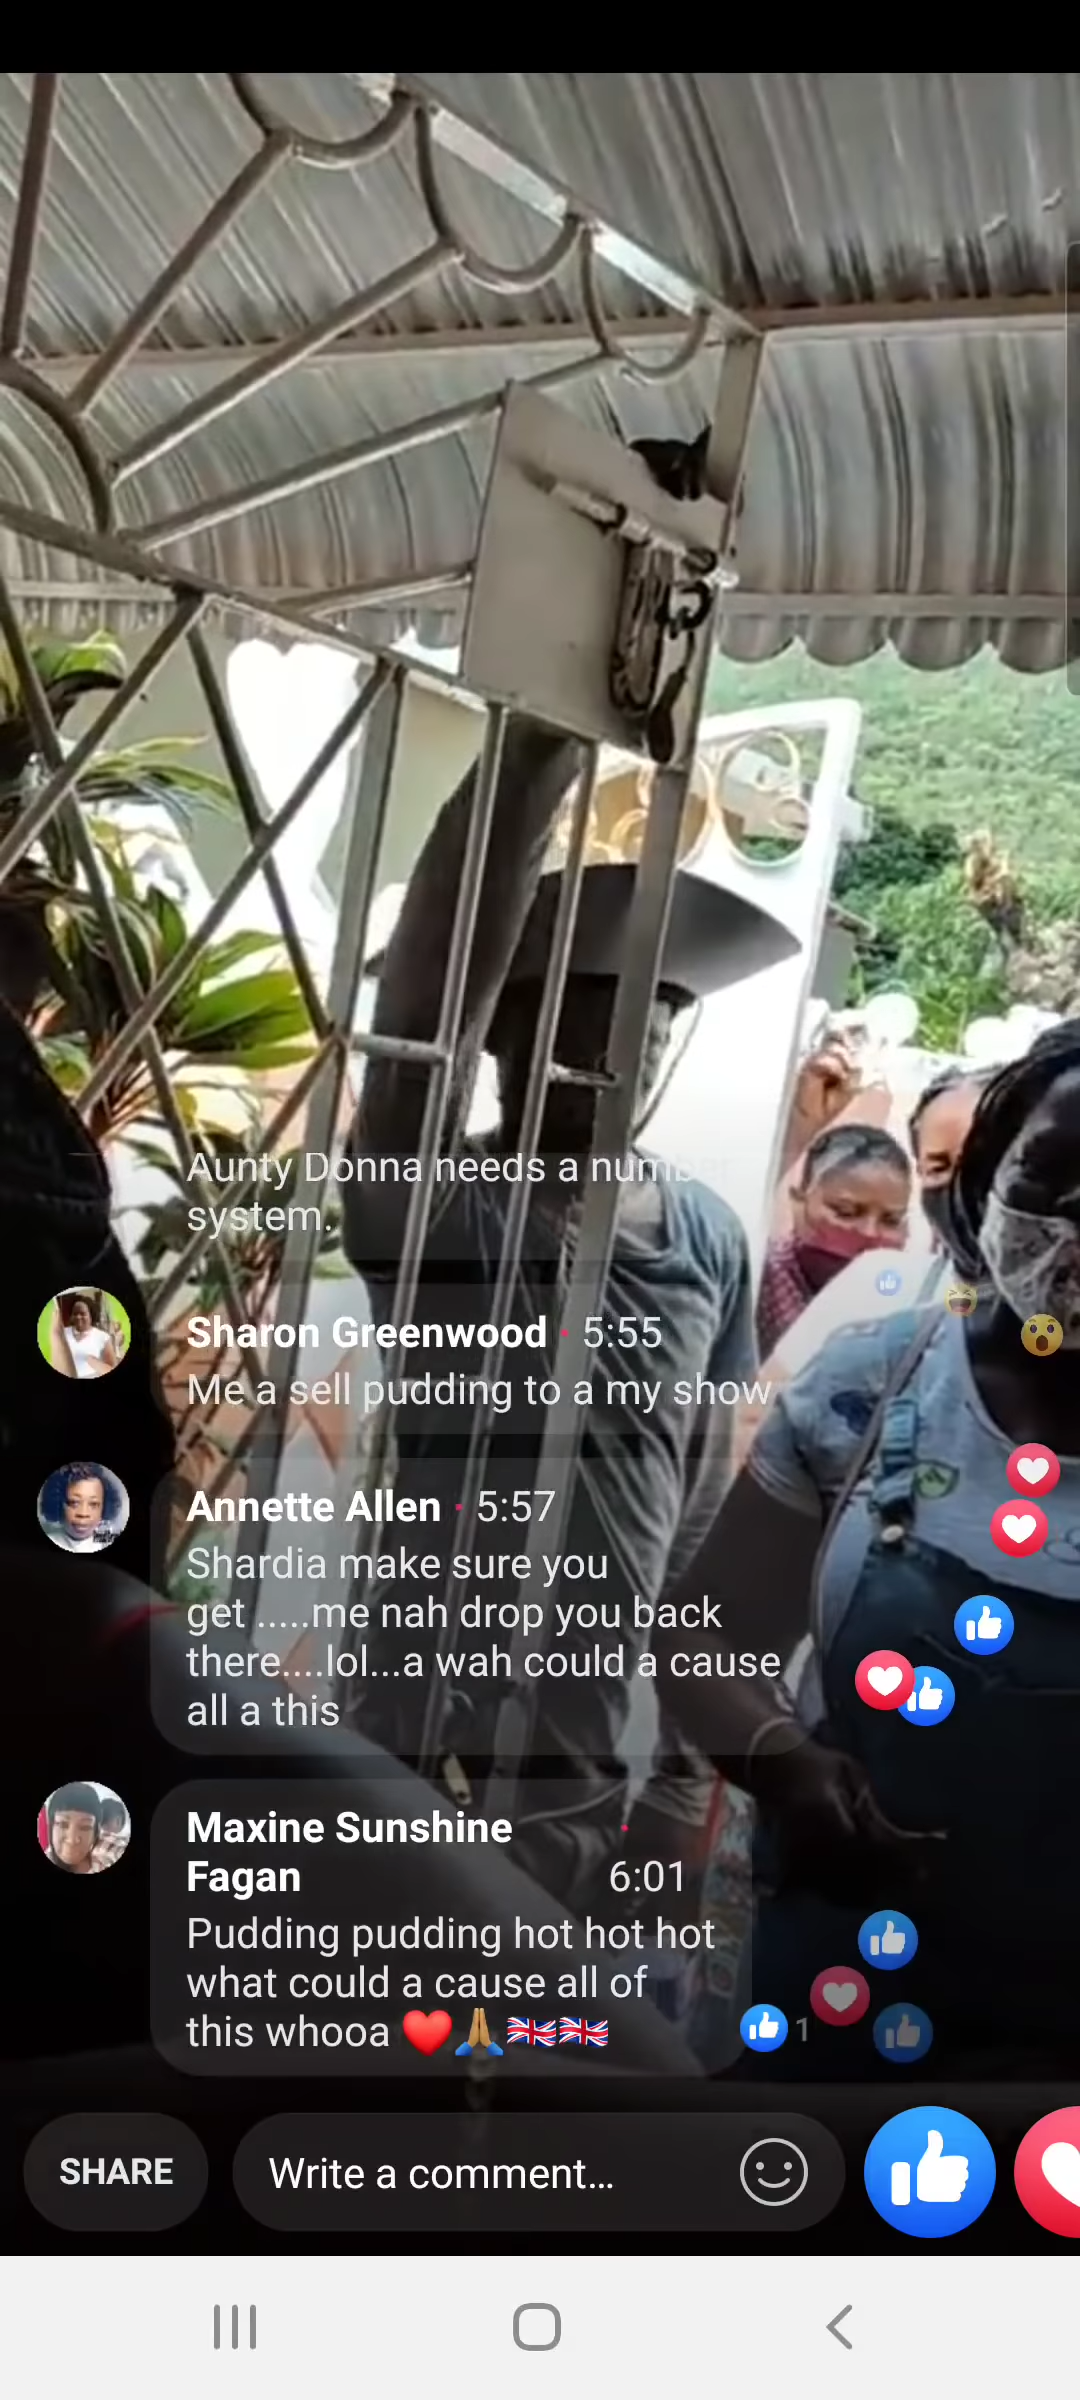 Aunty Donna needs a number
system.
Sharon Greenwood · 5:55
Me a sell pudding to a my show
Annette Allen · 5:57
Shardia make sure you
get .....me nah drop you back
there....lol...a wah could a cause
all a this
Maxine Sunshine ·
Fagan 6:01
Pudding pudding hot hot hot
what could a cause all of
this whooa ❤️🙏🏽🇬🇧🇬🇧
1
SHARE
Write a comment...